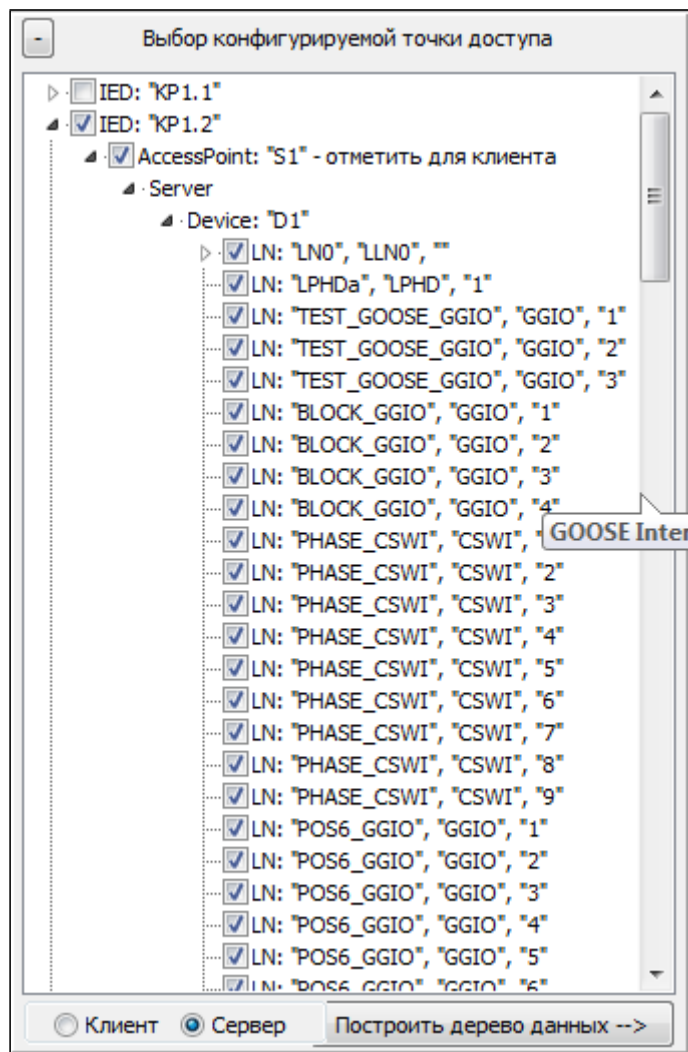 -
Выбор конфигурируемой точки доступа
IED: "KP1.1"
IED: "KP1.2"
AccessPoint: "S1" - отметить для клиента
Server
Device: "D1"
LN: "LN0", "LLN0", ""
LN: "LPHDa", "LPHD", "1"
LN: "TEST_GOOSE_GGIO", "GGIO", "1"
LN: "TEST_GOOSE_GGIO", "GGIO", "2"
LN: "TEST_GOOSE_GGIO", "GGIO", "3"
LN: "BLOCK_GGIO", "GGIO", "1"
LN: "BLOCK_GGIO", "GGIO", "2"
LN: "BLOCK_GGIO", "GGIO", "3"
LN: "BLOCK_GGIO", "GGIO", "4"
GOOSE Inter
LN: "PHASE_CSWI", "CSWI", "
LN: "PHASE_CSWI", "CSWI", "2"
LN: "PHASE_CSWI", "CSWI", "3"
LN: "PHASE_CSWI", "CSWI", "4"
LN: "PHASE_CSWI", "CSWI", "5"
LN: "PHASE_CSWI", "CSWI", "6"
LN: "PHASE_CSWI", "CSWI", "7"
LN: "PHASE_CSWI", "CSWI", "8"
LN: "PHASE_CSWI", "CSWI", "9"
LN: "POS6_GGIO", "GGIO", "1"
LN: "POS6_GGIO", "GGIO", "2"
LN: "POS6_GGIO", "GGIO", "3"
LN: "POS6_GGIO", "GGIO", "4"
LN: "POS6_GGIO", "GGIO", "5"
LN: "POS6_GGIO", "GGIO", "6"
Клиент Сервер Построить дерево данных -->